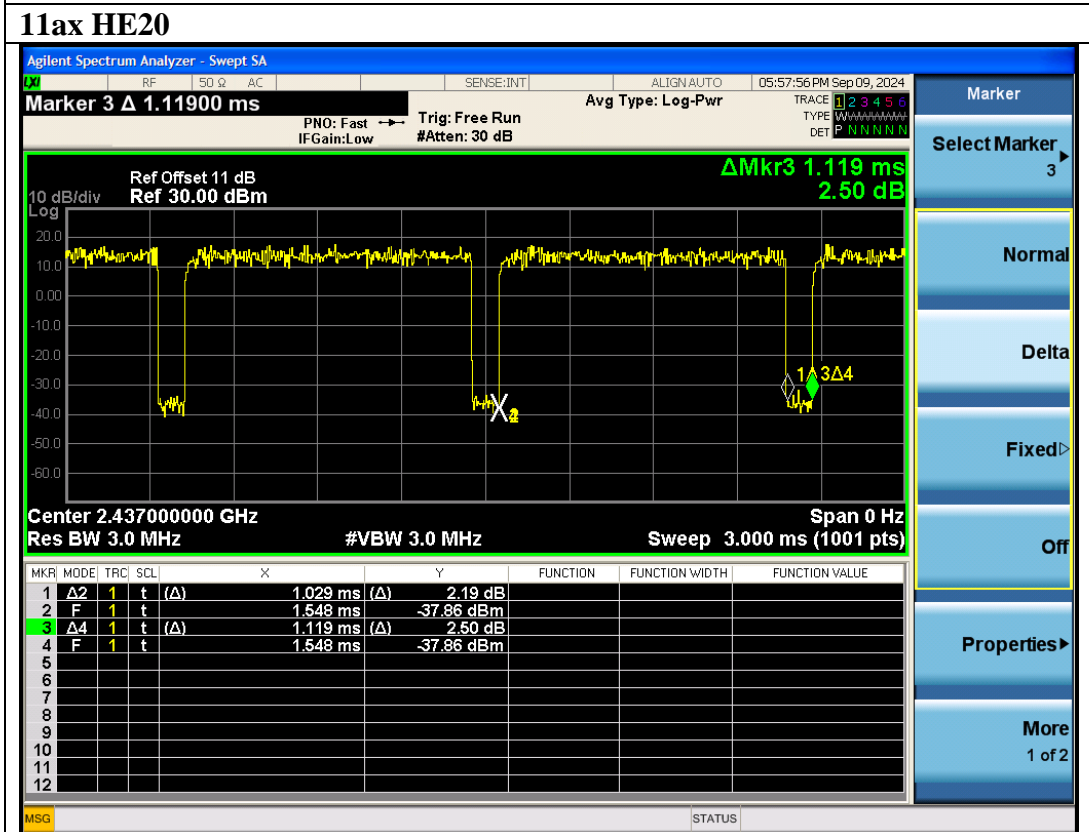 11ax HE20
Agilent Spectrum Analyzer - Swept SA
LXI RF 50 Ω AC SENSE:INT ALIGNAUTO 05:57:56 PM Sep 09, 2024
Marker 3 Δ 1.11900 ms
Avg Type: Log-Pwr
TRACE 1 2 3 4 5 6
TYPE WWWWWW
DET P N N N N N
PNO: Fast
IFGain:Low
Trig: Free Run
#Atten: 30 dB
ΔMkr3 1.119 ms
2.50 dB
Ref Offset 11 dB
10 dB/div Ref 30.00 dBm
Log
20.0
10.0
0.00
-10.0
-20.0
-30.0
-40.0
-50.0
-60.0
3Δ4
Center 2.437000000 GHz Span 0 Hz
Res BW 3.0 MHz #VBW 3.0 MHz Sweep 3.000 ms (1001 pts)
MKR MODE TRC SCL X Y FUNCTION FUNCTION WIDTH FUNCTION VALUE
1 Δ2 1 t (Δ) 1.029 ms (Δ) 2.19 dB
2 F 1 t 1.548 ms -37.86 dBm
3 Δ4 1 t (Δ) 1.119 ms (Δ) 2.50 dB
4 F 1 t 1.548 ms -37.86 dBm
5
6
7
8
9
10
11
12
MSG STATUS
Marker
Select Marker
3
Normal
Delta
Fixed
Off
Properties
More
1 of 2